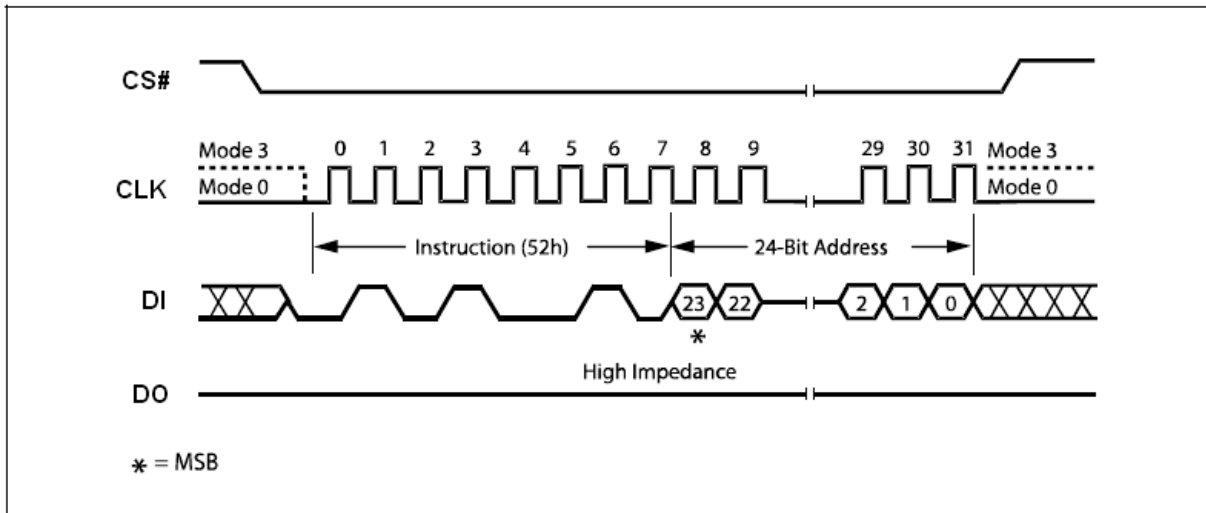 CS#
Mode 3 0 1 2 3 4 5 6 7 8 9 29 30 31 Mode 3
CLK Mode 0 Mode 0
Instruction (52h) 24-Bit Address
DI 23 22 2 1 0
*
High Impedance
DO
* = MSB